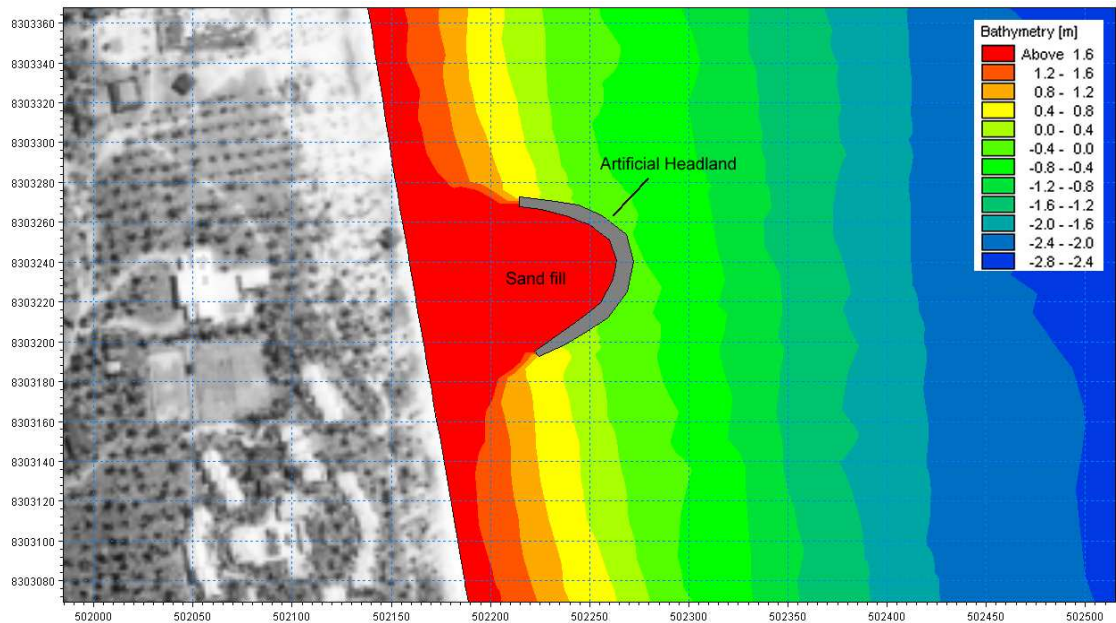 8303360
8303340
8303320
8303300
8303280
8303260
8303240
8303220
8303200
8303180
8303160
8303140
8303120
8303100
8303080
Bathymetry [m]
Above 1.6
1.2 - 1.6
0.8 - 1.2
0.4 - 0.8
0.0 - 0.4
-0.4 - 0.0
-0.8 - -0.4
-1.2 - -0.8
-1.6 - -1.2
-2.0 - -1.6
-2.4 - -2.0
-2.8 - -2.4
Artificial Headland
Sand fill
502000 502050 502100 502150 502200 502250 502300 502350 502400 502450 502500